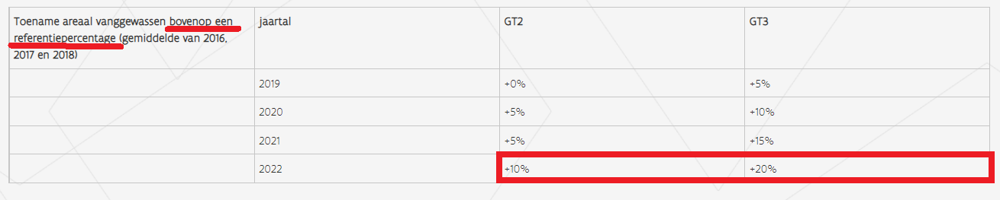 Toename areaal vanggewassen bovenop een
referentiepercentage (gemiddelde van 2016,
2017 en 2018)
jaartal
GT2
GT3
2019
+0%
+5%
2020
+5%
+10%
2021
+5%
+15%
2022
+10%
+20%